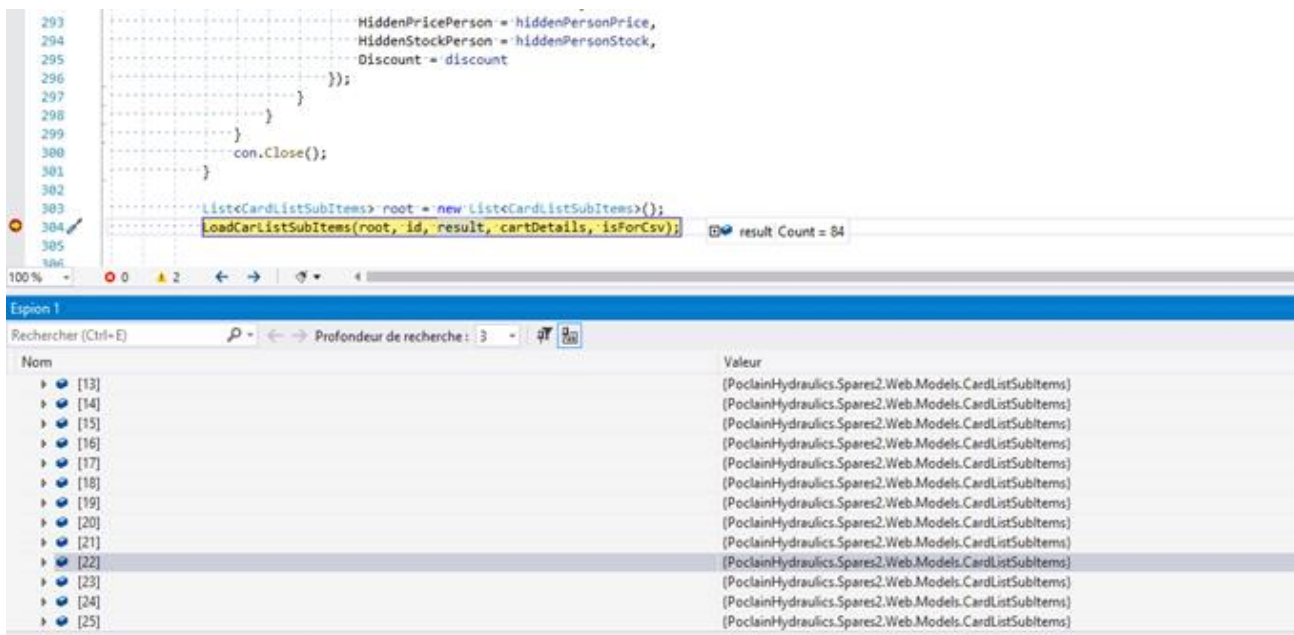 293 HiddenPricePerson = hiddenPersonPrice,
294 HiddenStockPerson = hiddenPersonStock,
295 Discount = discount
296 });
297 }
298 }
299 }
300 con.Close();
301 }
302
303 List<CardListSubItems> root = new List<CardListSubItems>();
304 LoadCarListSubItems(root, id, result, cartDetails, isForCsv); result Count = 84
305
306
100 % 0 2
Espion 1
Rechercher (Ctrl+E) Profondeur de recherche : 3
Nom Valeur
[13] {PoclainHydraulics.Spares2.Web.Models.CardListSubItems}
[14] {PoclainHydraulics.Spares2.Web.Models.CardListSubItems}
[15] {PoclainHydraulics.Spares2.Web.Models.CardListSubItems}
[16] {PoclainHydraulics.Spares2.Web.Models.CardListSubItems}
[17] {PoclainHydraulics.Spares2.Web.Models.CardListSubItems}
[18] {PoclainHydraulics.Spares2.Web.Models.CardListSubItems}
[19] {PoclainHydraulics.Spares2.Web.Models.CardListSubItems}
[20] {PoclainHydraulics.Spares2.Web.Models.CardListSubItems}
[21] {PoclainHydraulics.Spares2.Web.Models.CardListSubItems}
[22] {PoclainHydraulics.Spares2.Web.Models.CardListSubItems}
[23] {PoclainHydraulics.Spares2.Web.Models.CardListSubItems}
[24] {PoclainHydraulics.Spares2.Web.Models.CardListSubItems}
[25] {PoclainHydraulics.Spares2.Web.Models.CardListSubItems}